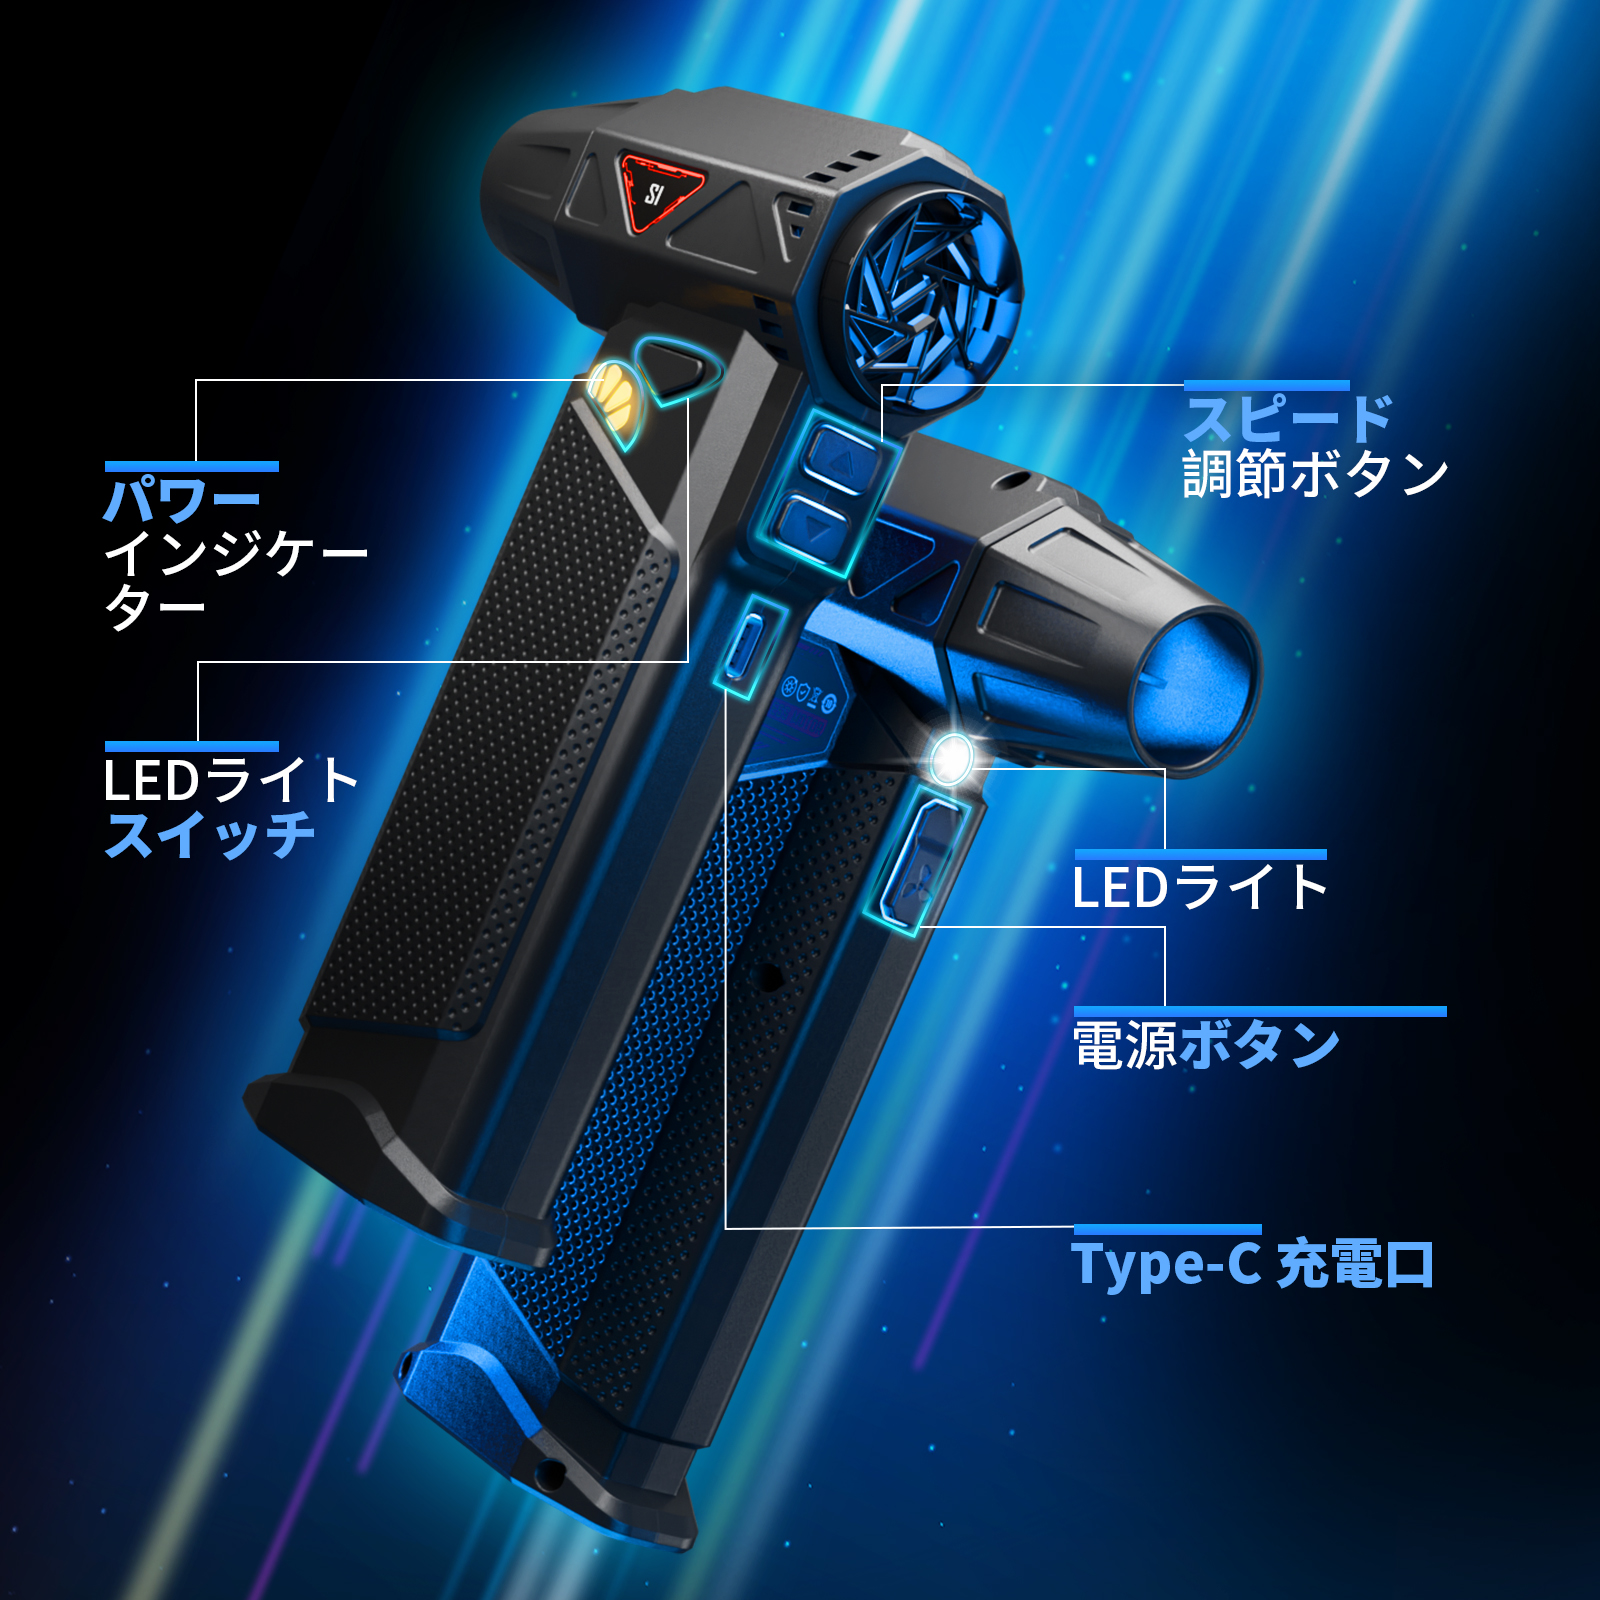 SI
パワー
インジケー
ター
LEDライト
スイッチ
スピード
調節ボタン
LEDライト
電源ボタン
Type-C 充電口